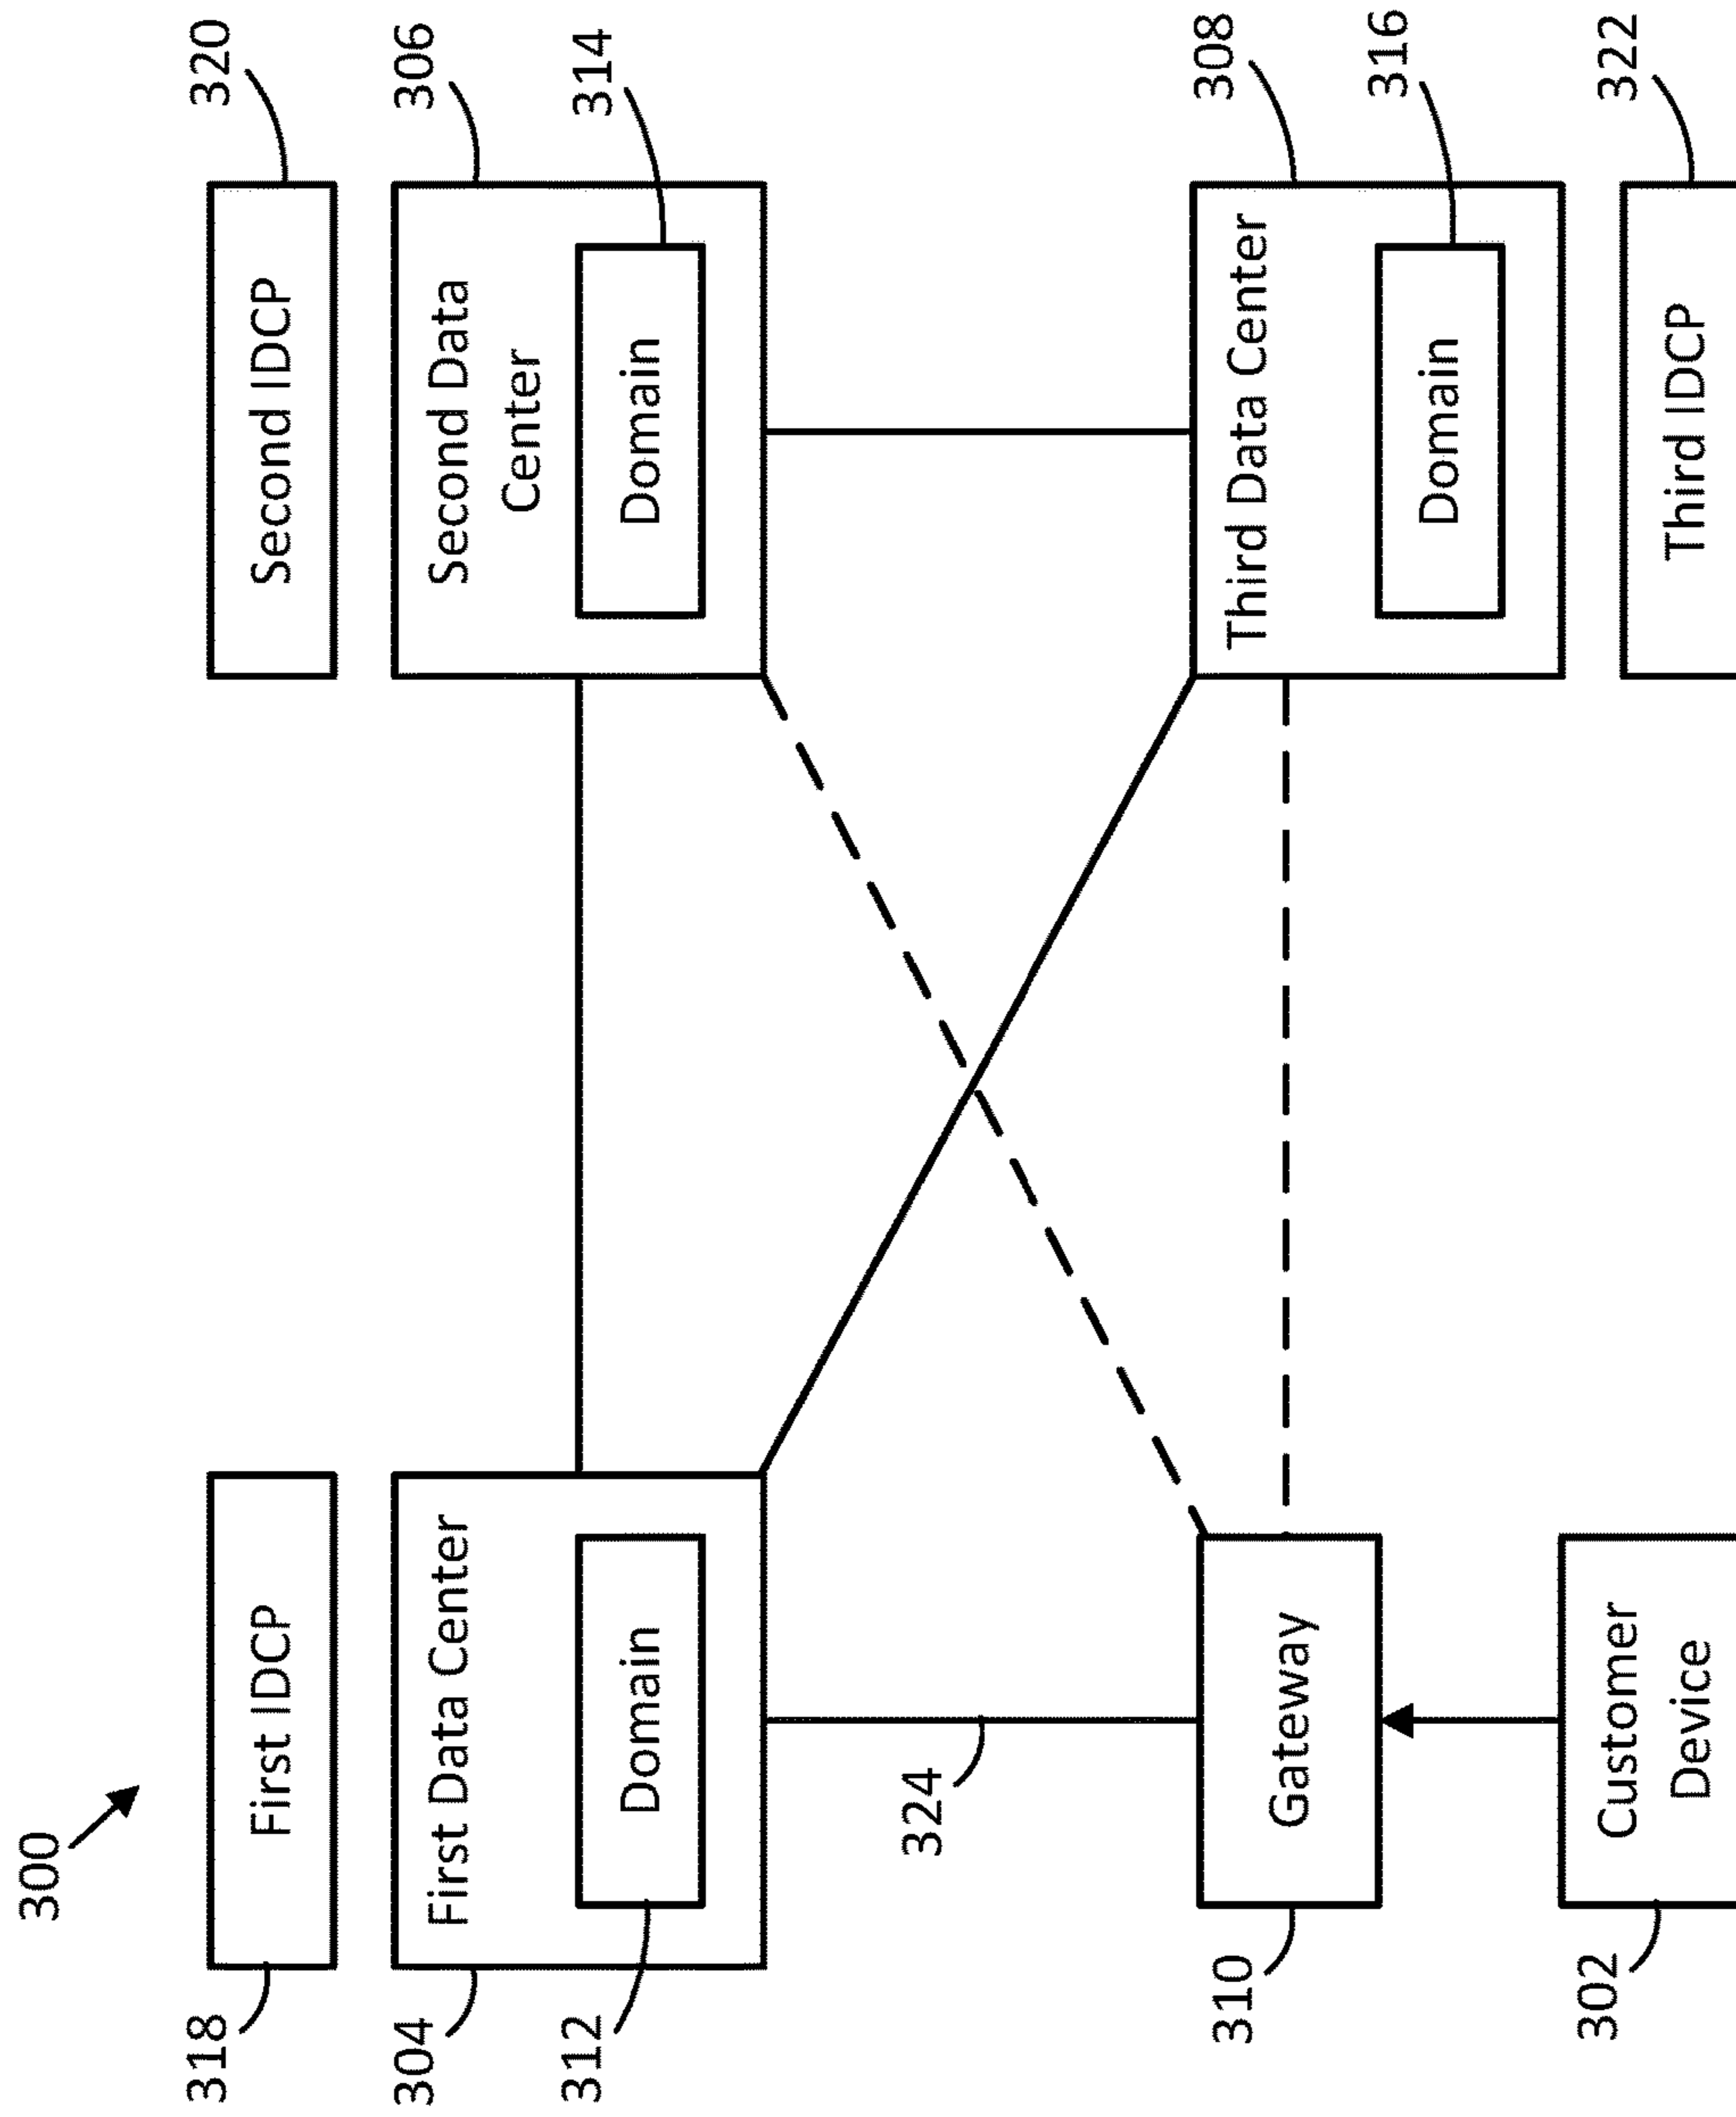 300
318
First IDCP
304
First Data Center
312
Domain
320
Second IDCP
306
Second Data
Center
314
Domain
324
310
Gateway
308
Third Data Center
316
Domain
302
Customer
Device
322
Third IDCP